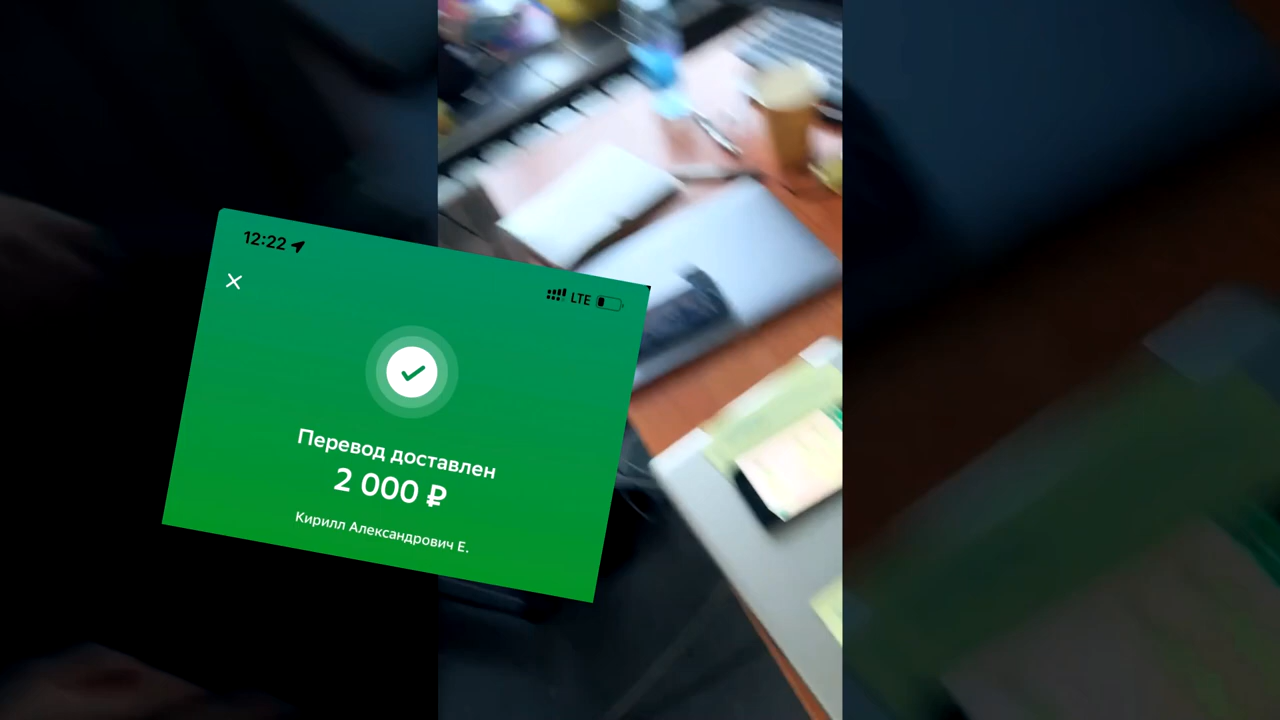 12:22
LTE
Перевод доставлен
2 000 ₽
Кирилл Александрович Е.